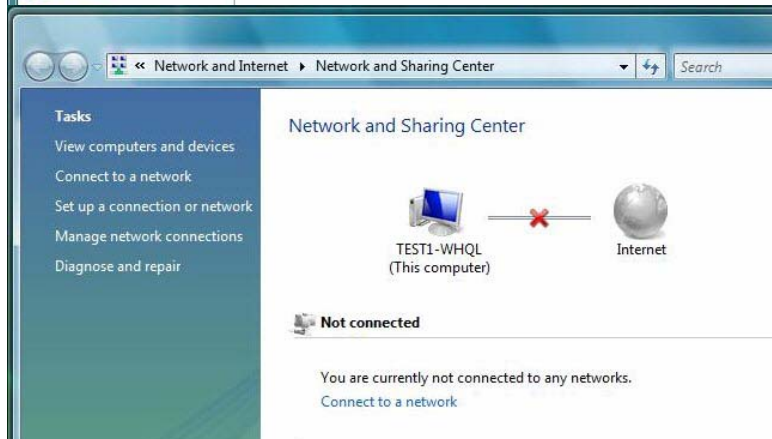 « Network and Internet ▸ Network and Sharing Center
Search
Tasks
View computers and devices
Connect to a network
Set up a connection or network
Manage network connections
Diagnose and repair
Network and Sharing Center
TEST1-WHQL
(This computer)
Internet
Not connected
You are currently not connected to any networks.
Connect to a network